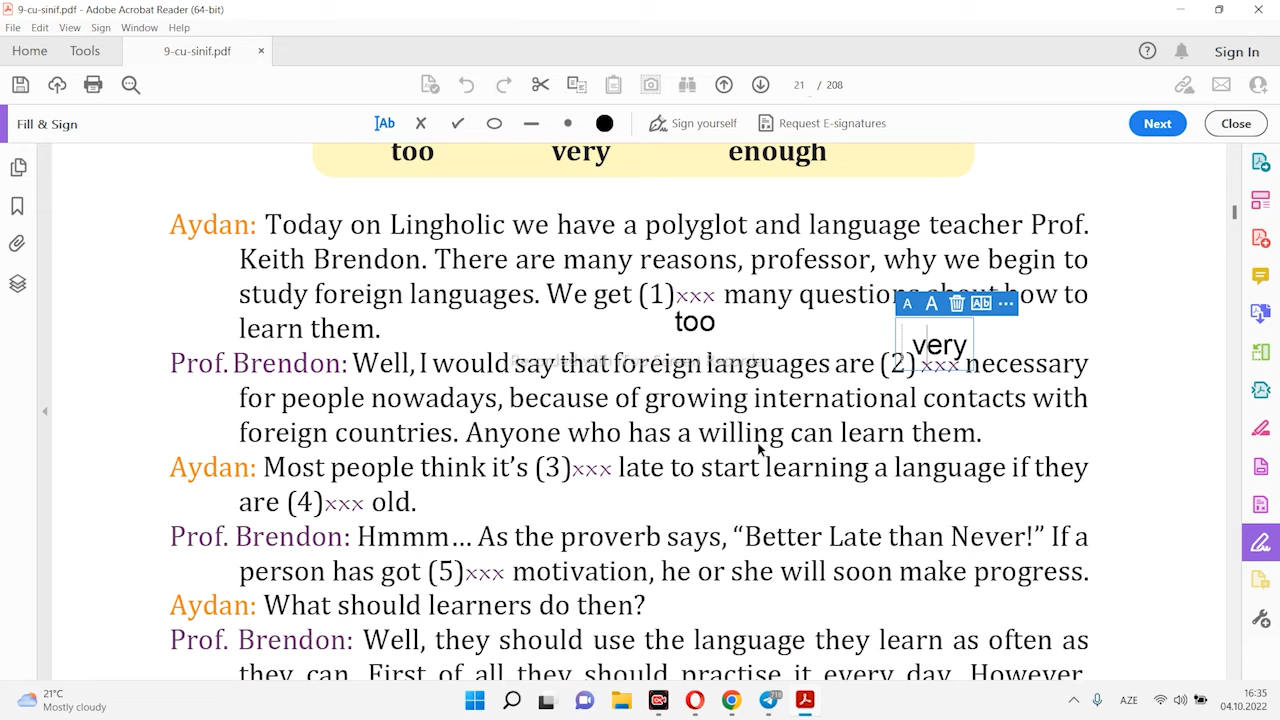 9-cu-sinif.pdf - Adobe Acrobat Reader (64-bit)
File Edit View Sign Window Help
Home Tools 9-cu-sinif.pdf × Sign In
21 / 208
Fill & Sign Sign yourself Request E-signatures Next Close
too very enough
Aydan: Today on Lingholic we have a polyglot and language teacher Prof.
Keith Brendon. There are many reasons, professor, why we begin to
study foreign languages. We get (1)xxx many questions about how to
too
learn them.
very
Prof. Brendon: Well, I would say that foreign languages are (2)xxx necessary
for people nowadays, because of growing international contacts with
foreign countries. Anyone who has a willing can learn them.
Aydan: Most people think it's (3)xxx late to start learning a language if they
are (4)xxx old.
Prof. Brendon: Hmmm… As the proverb says, “Better Late than Never!” If a
person has got (5)xxx motivation, he or she will soon make progress.
Aydan: What should learners do then?
Prof. Brendon: Well, they should use the language they learn as often as
they can. First of all they should practise it every day. However,
21°C
Mostly cloudy
AZE
16:35
04.10.2022